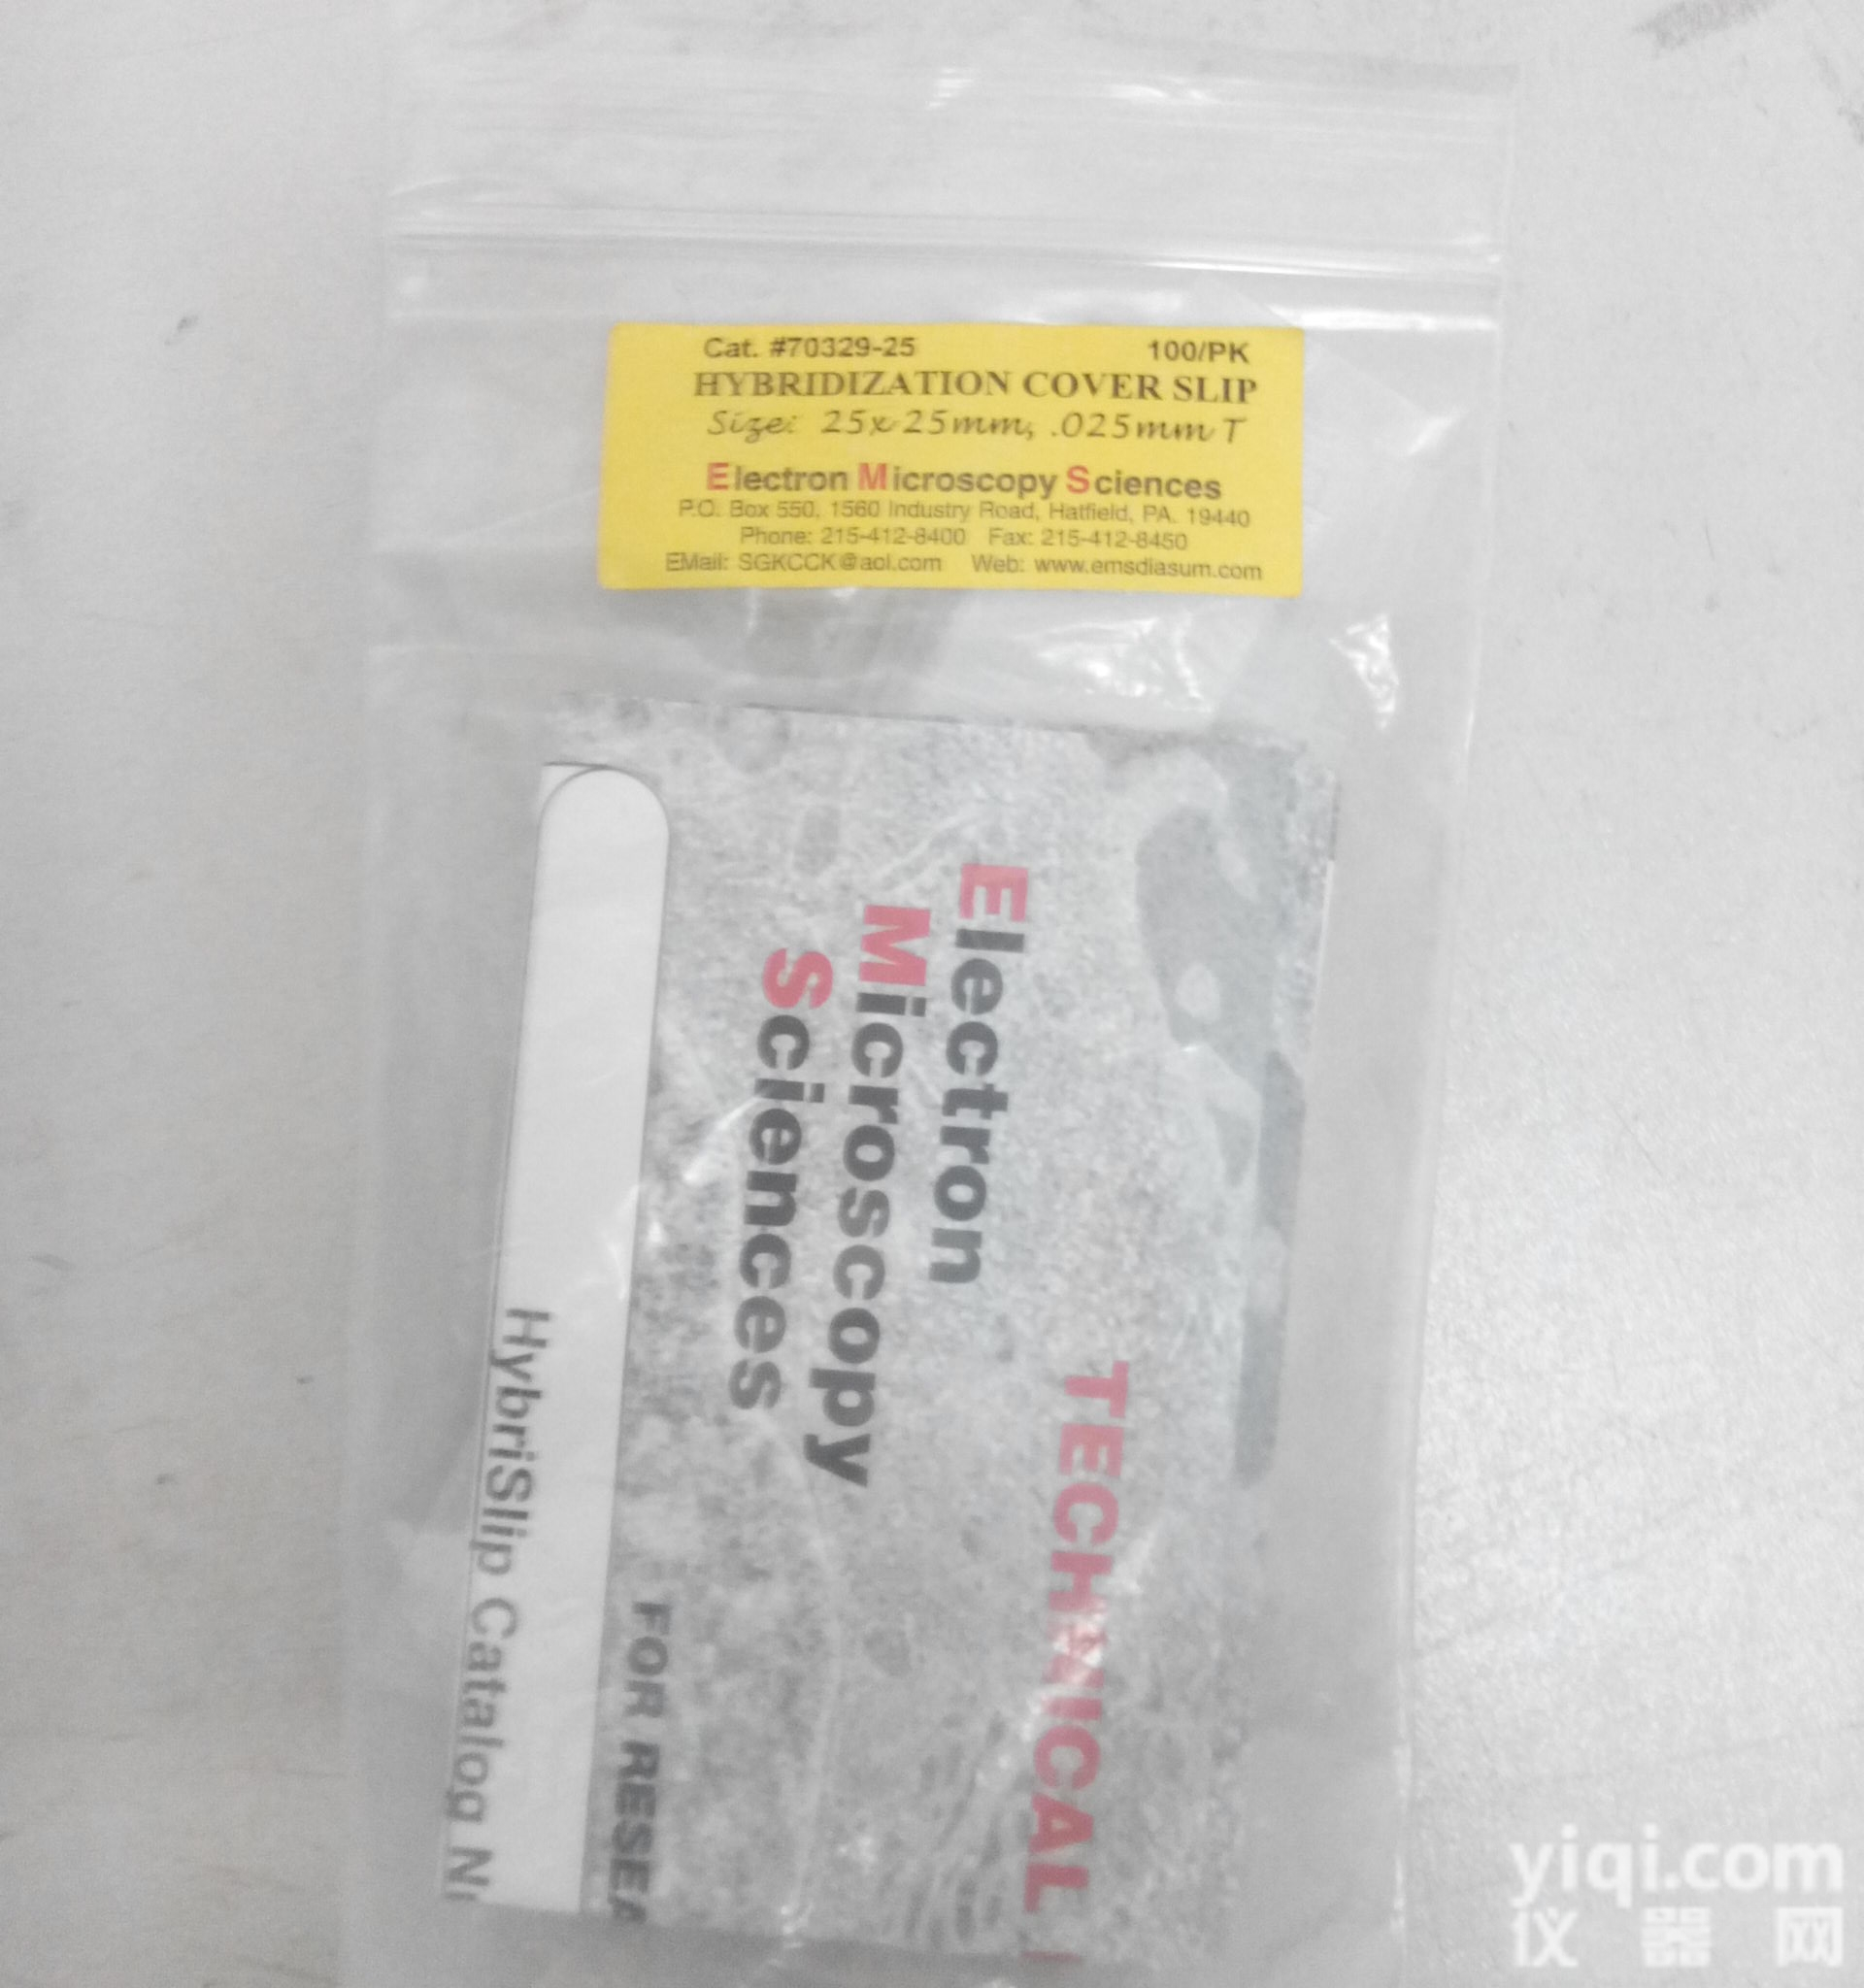 Cat. #70329-25 100/PK
HYBRIDIZATION COVER SLIP
Size: 25x25mm, .025mm T
Electron Microscopy Sciences
P.O. Box 550, 1560 Industry Road, Hatfield, PA. 19440
Phone: 215-412-8400 Fax: 215-412-8450
EMail: SGKCCK@aol.com Web: www.emsdiasum.com
TECHNICAL
Electron
Microscopy
Sciences
FOR RESEA
HybriSlip Catalog N
yiqi.com
仪器网